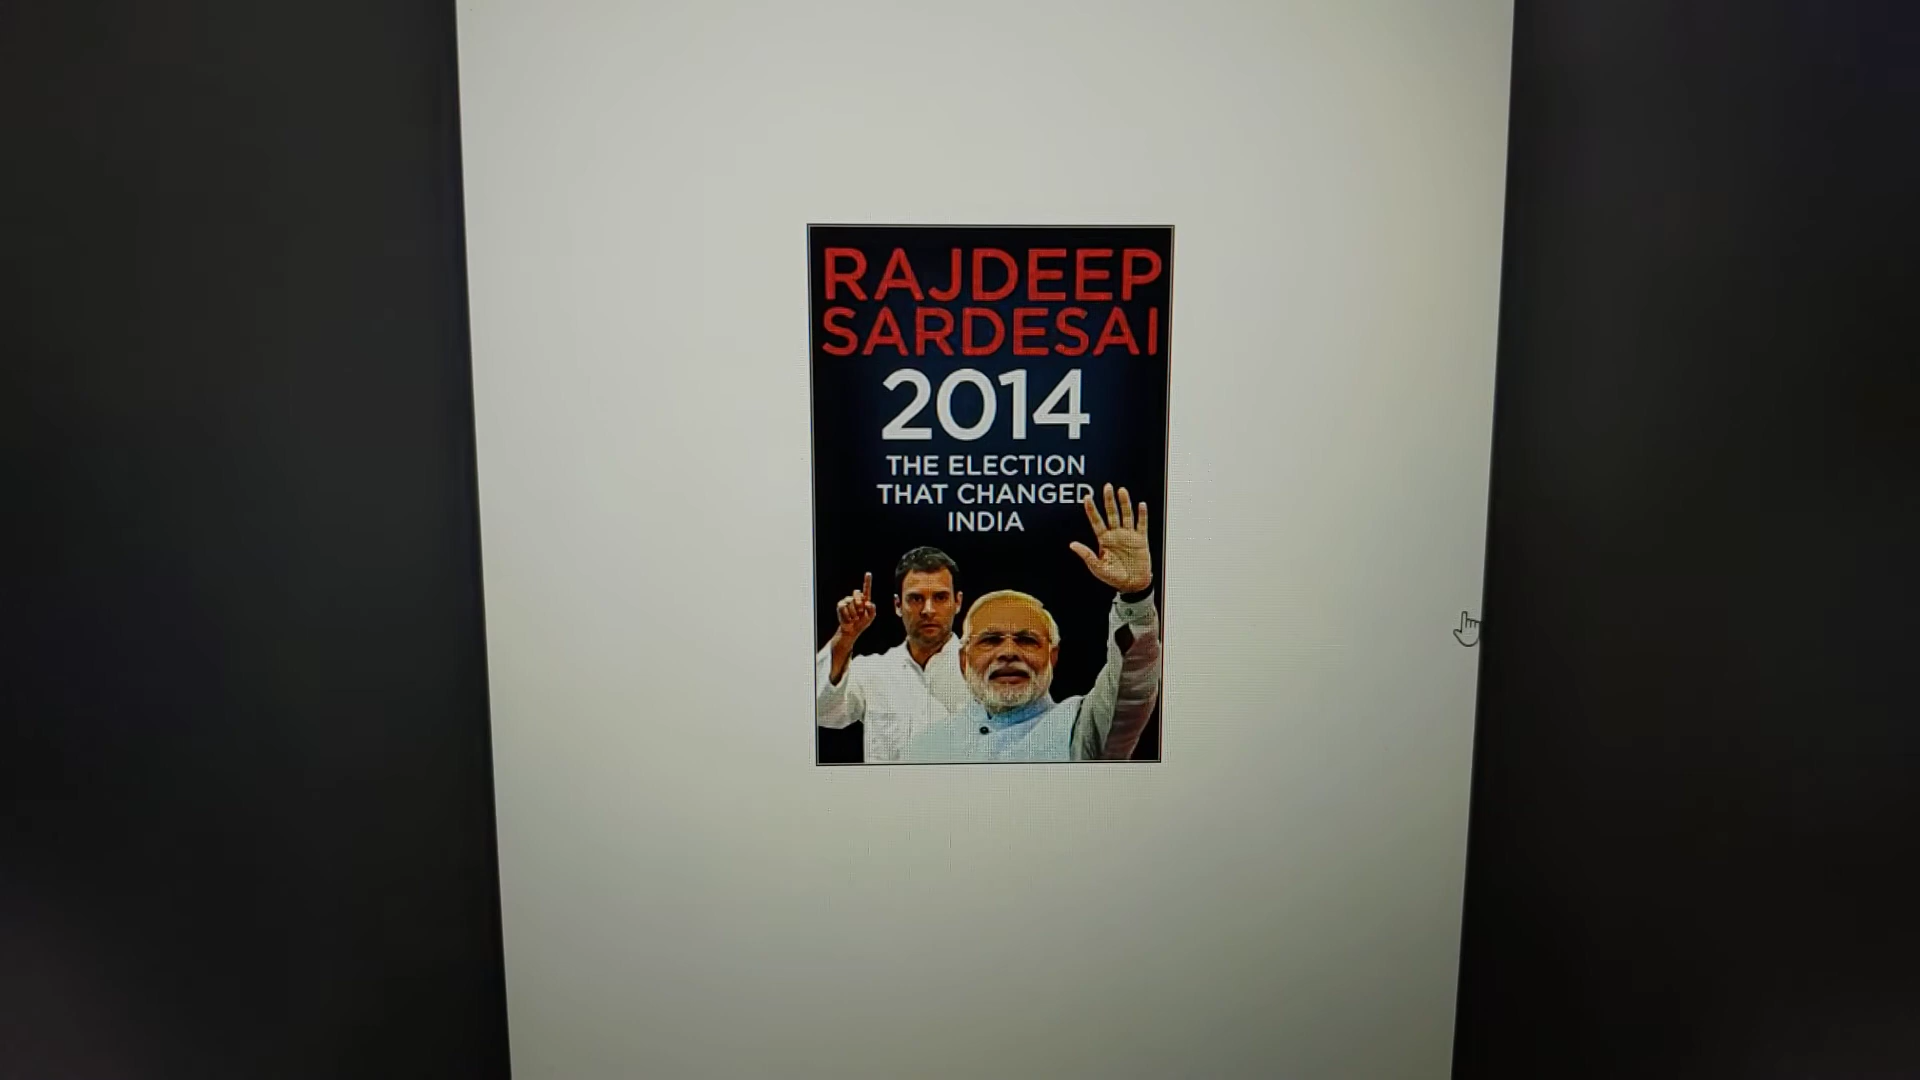 RAJDEEP
SARDESAI
2014
THE ELECTION
THAT CHANGED
INDIA